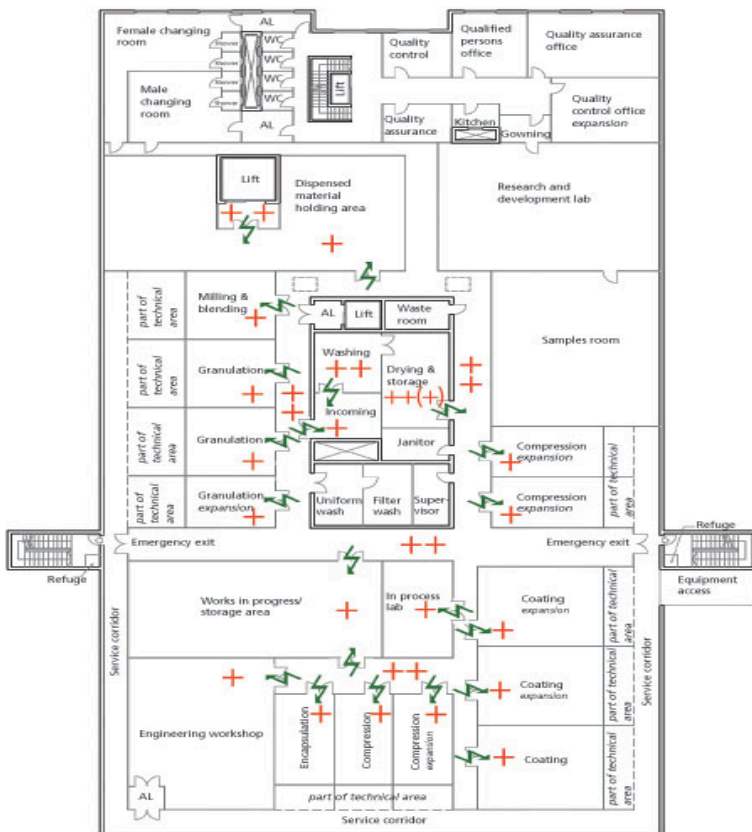 AL
Female changing
room
WC
WC
WC
WC
Shower
Shower
Shower
Shower
Male
changing
room
AL
Lift
Quality
control
Qualified
persons
office
Quality assurance
office
Quality
assurance
Kitchen
Gowning
Quality
control office
expansion
Lift
Dispensed
material
holding area
Research and
development lab
part of
technical
area
Milling &
blending
AL
Lift
Waste
room
Samples room
part of
technical
area
Granulation
Washing
Drying &
storage
Incoming
part of
technical
area
Granulation
Janitor
Compression
expansion
part of technical
area
part of
technical
area
Granulation
expansion
Uniform
wash
Filter
wash
Super-
visor
Compression
expansion
Emergency exit
Emergency exit
Refuge
Refuge
Equipment
access
Service corridor
Works in progress/
storage area
In process
lab
Coating
expansion
part of technical
area
Service corridor
Coating
expansion
part of technical
area
Engineering workshop
Encapsulation
Compression
Compression
expansion
Coating
part of technical
area
AL
part of technical area
Service corridor